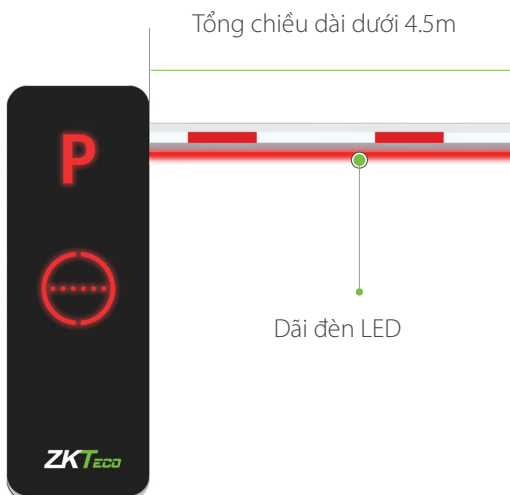 Tổng chiều dài dưới 4.5m
P
Dãi đèn LED
ZKTeco